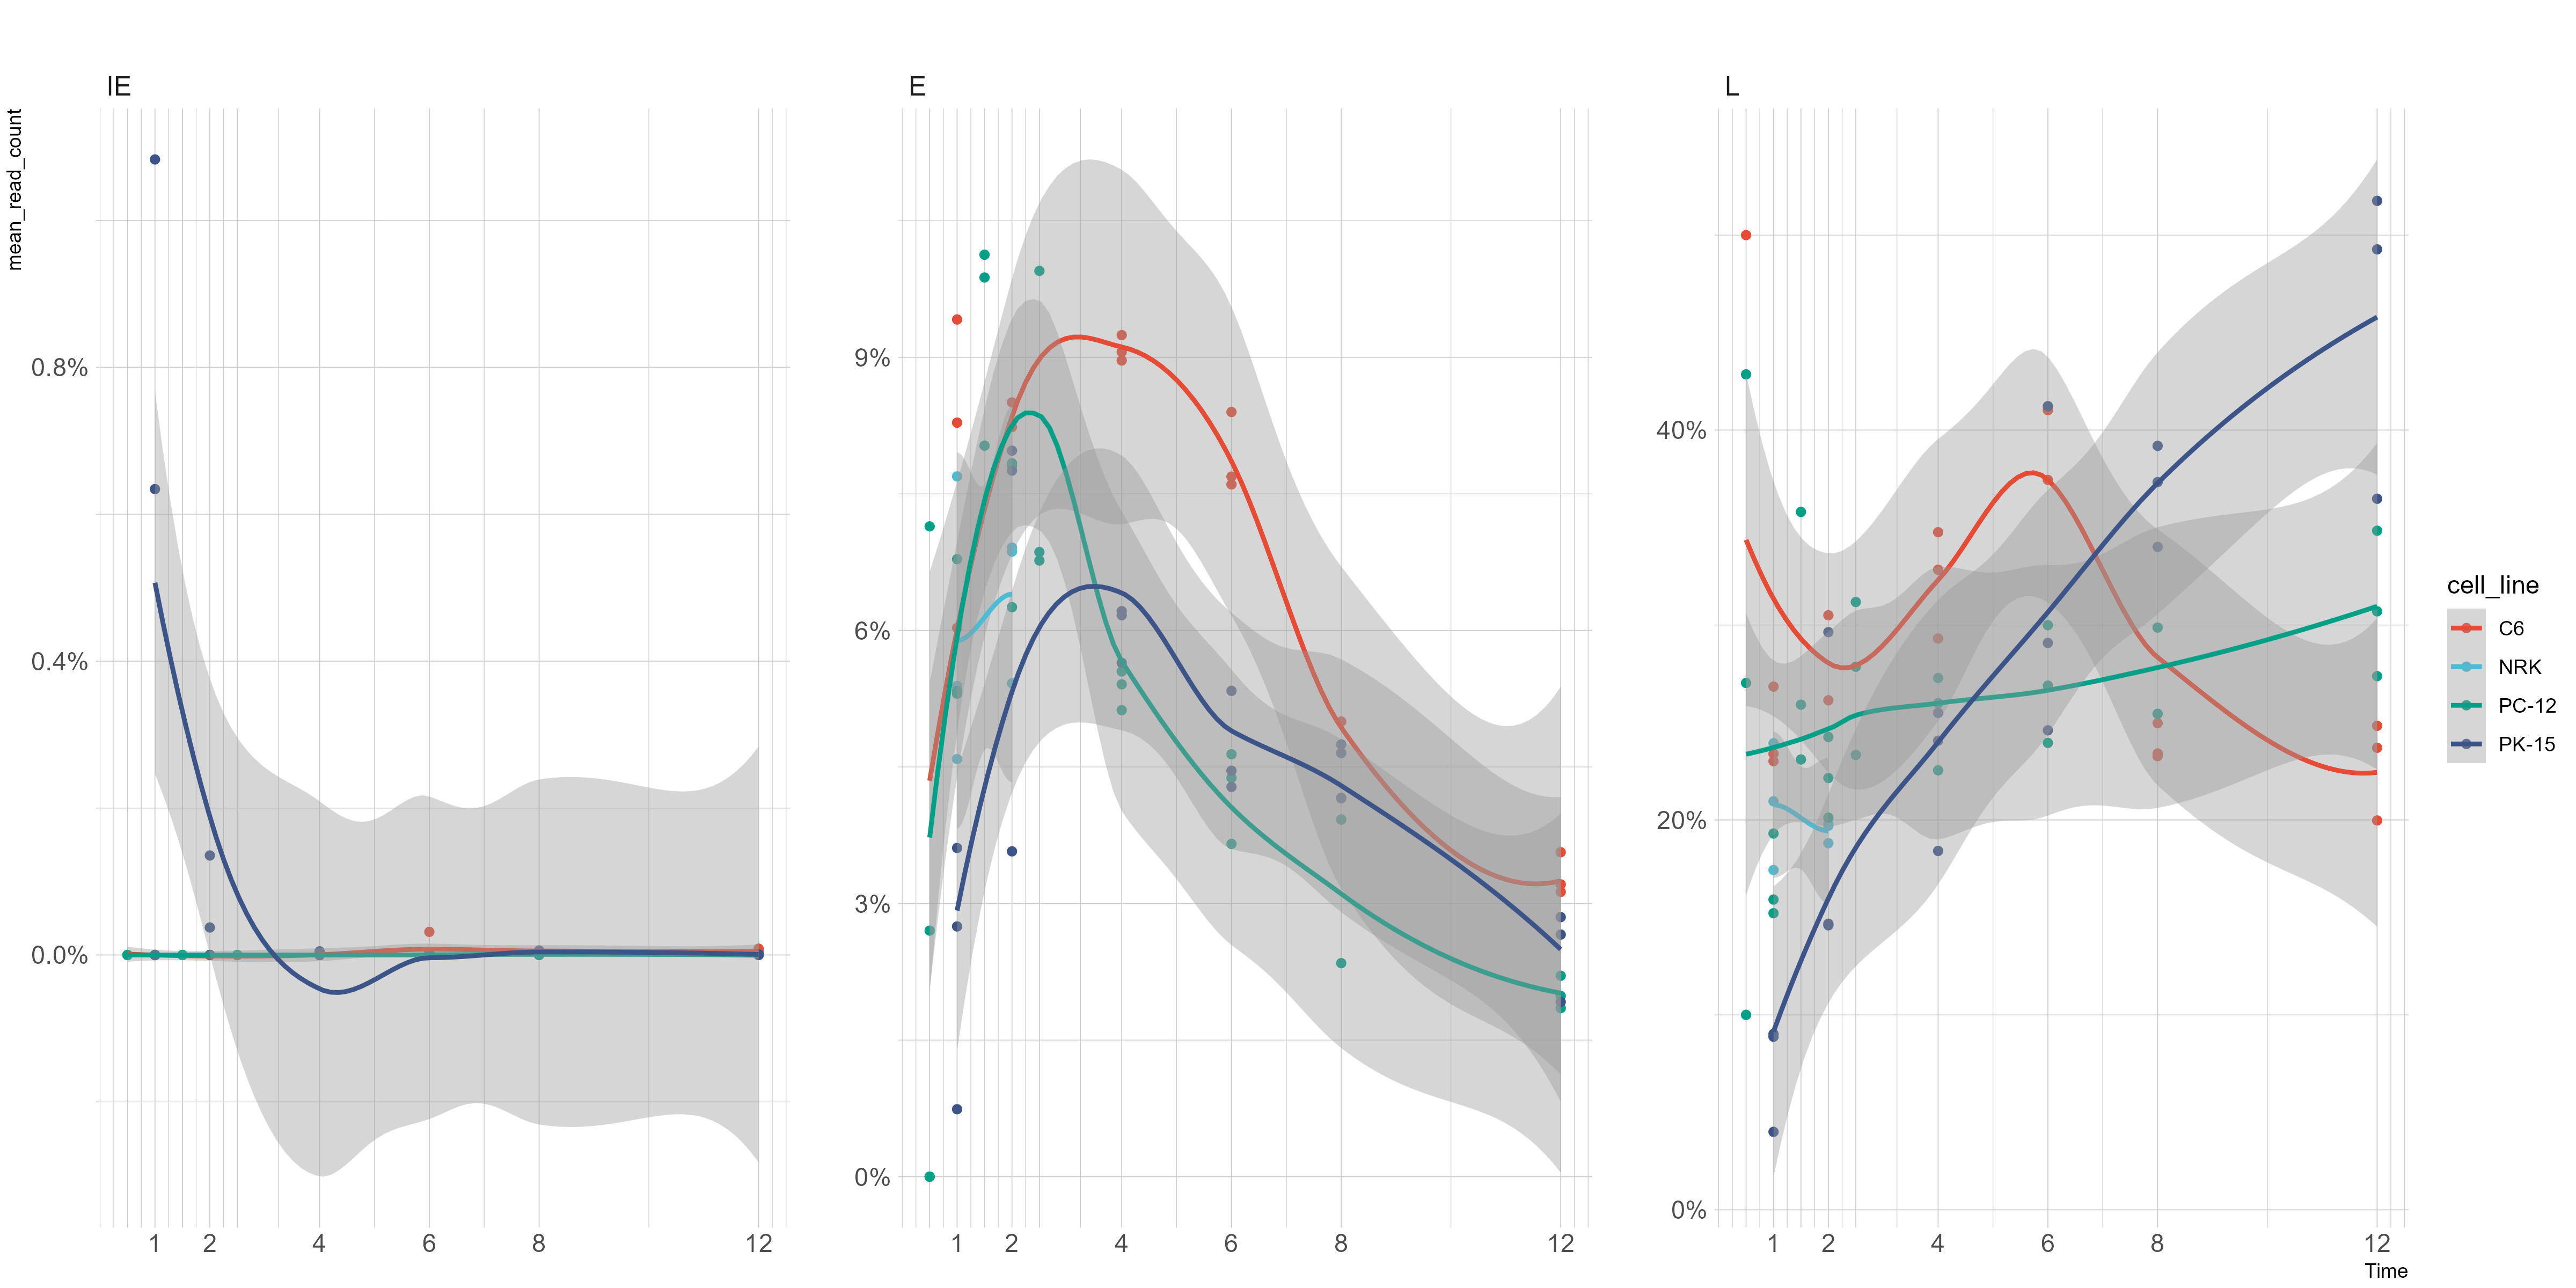 IE
E
L
mean_read_count
0.8%
0.4%
0.0%
1 2 4 6 8 12
9%
6%
3%
0%
1 2 4 6 8 12
40%
20%
0%
1 2 4 6 8 12
Time
cell_line
C6
NRK
PC-12
PK-15